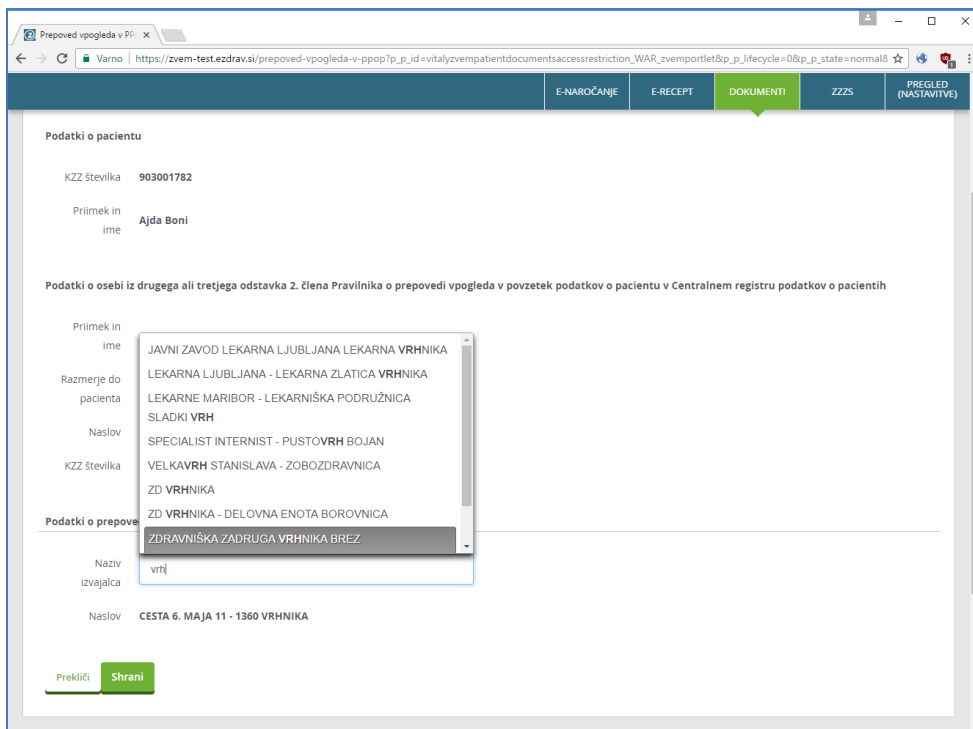 Prepoved vpogleda v PP
Varno | https://zvem-test.ezdrav.si/prepoved-vpogleda-v-ppop?p_p_id=vitalyzvempatientdocumentsaccessrestriction_WAR_zvemportlet&p_p_lifecycle=0&p_p_state=normal&
E-NAROČANJE
E-RECEPT
DOKUMENTI
ZZZS
PREGLED
(NASTAVITVE)
Podatki o pacientu
KZZ številka 903001782
Priimek in
ime Ajda Boni
Podatki o osebi iz drugega ali tretjega odstavka 2. člena Pravilnika o prepovedi vpogleda v povzetek podatkov o pacientu v Centralnem registru podatkov o pacientih
Priimek in
ime
JAVNI ZAVOD LEKARNA LJUBLJANA LEKARNA VRHNIKA
LEKARNA LJUBLJANA - LEKARNA ZLATICA VRHNIKA
Razmerje do
pacienta
LEKARNE MARIBOR - LEKARNIŠKA PODRUŽNICA
SLADKI VRH
Naslov
SPECIALIST INTERNIST - PUSTOVRH BOJAN
KZZ številka
VELKAVRH STANISLAVA - ZOBOZDRAVNICA
ZD VRHNIKA
ZD VRHNIKA - DELOVNA ENOTA BOROVNICA
Podatki o prepove
ZDRAVNIŠKA ZADRUGA VRHNIKA BREZ
Naziv
izvajalca
vrh
Naslov CESTA 6. MAJA 11 - 1360 VRHNIKA
Prekliči
Shrani